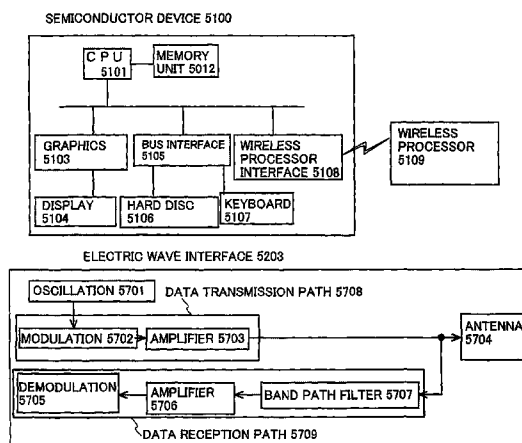 SEMICONDUCTOR DEVICE 5100
CPU
5101
MEMORY
UNIT 5012
GRAPHICS
5103
BUS INTERFACE
5105
WIRELESS
PROCESSOR
INTERFACE 5108
WIRELESS
PROCESSOR
5109
DISPLAY
5104
HARD DISC
5106
KEYBOARD
5107
ELECTRIC WAVE INTERFACE 5203
OSCILLATION 5701
DATA TRANSMISSION PATH 5708
MODULATION 5702
AMPLIFIER 5703
ANTENNA
5704
DEMODULATION
5705
AMPLIFIER
5706
BAND PATH FILTER 5707
DATA RECEPTION PATH 5709